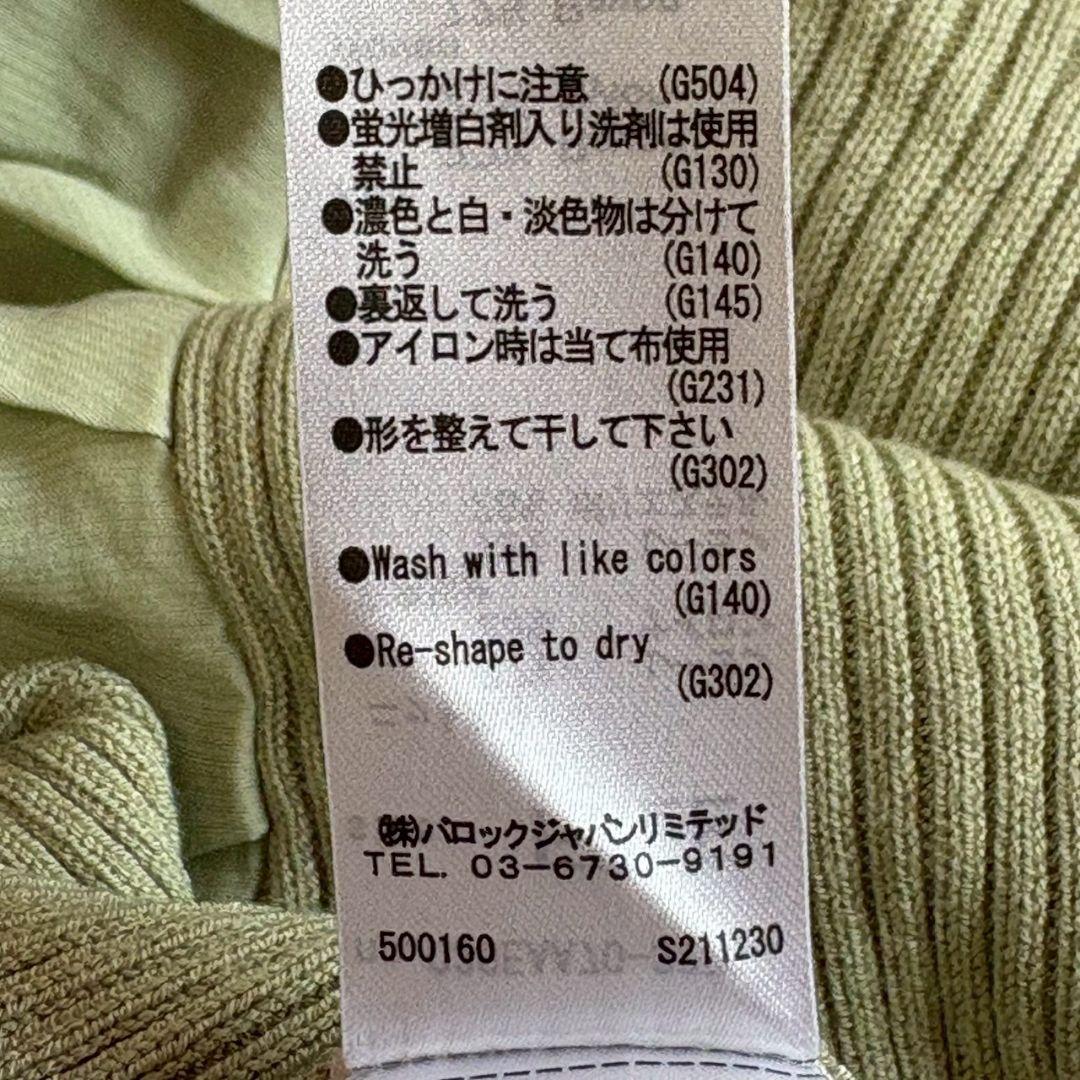 ●ひっかけに注意 (G504)
●蛍光増白剤入り洗剤は使用
禁止 (G130)
●濃色と白・淡色物は分けて
洗う (G140)
●裏返して洗う (G145)
●アイロン時は当て布使用
(G231)
●形を整えて干して下さい
(G302)
●Wash with like colors
(G140)
●Re-shape to dry
(G302)
㈱バロックジャパンリミテッド
TEL. 03-6730-9191
500160 S211230